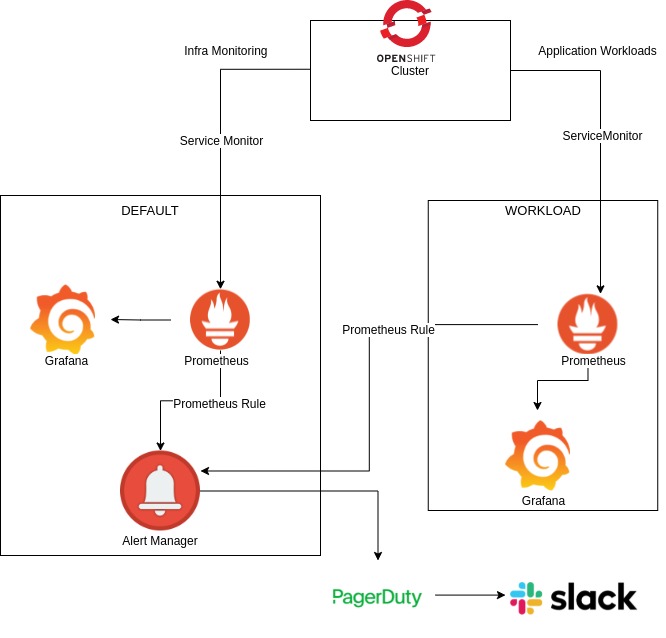 Infra Monitoring
OPENSHIFT
Cluster
Application Workloads
Service Monitor
ServiceMonitor
DEFAULT
WORKLOAD
Prometheus Rule
Grafana
Prometheus
Prometheus
Prometheus Rule
Grafana
Alert Manager
PagerDuty
slack